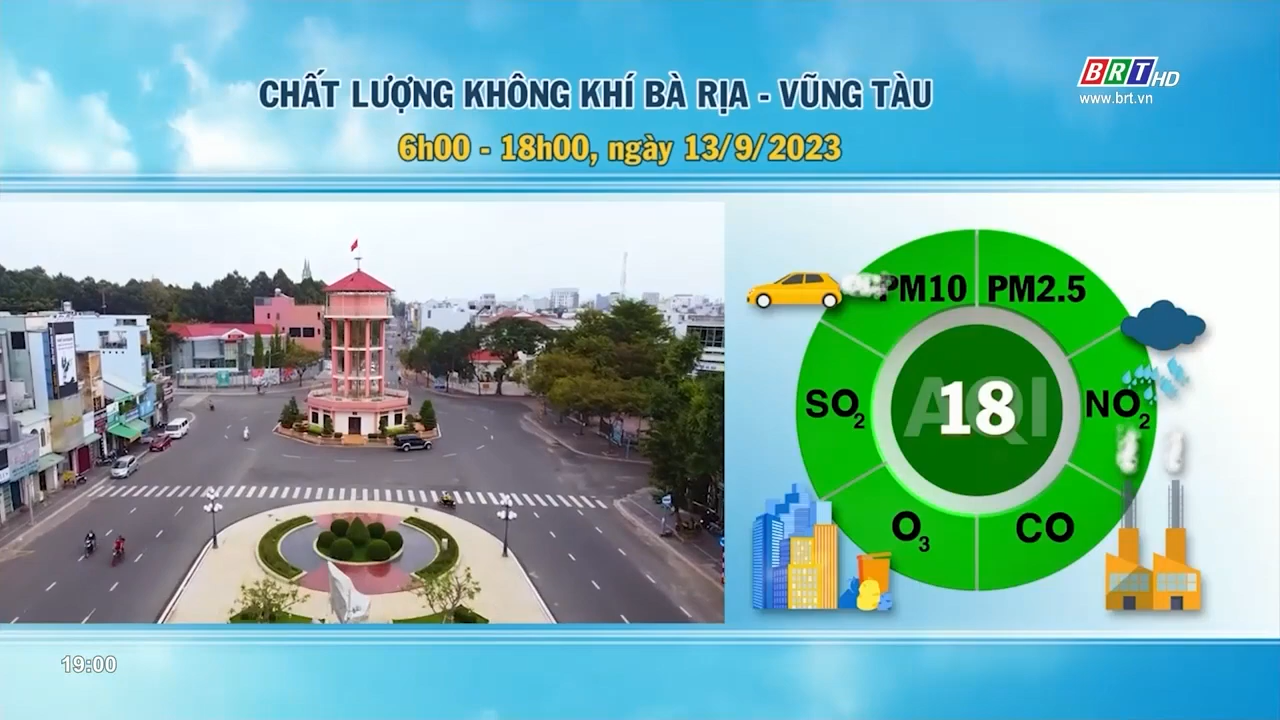 CHẤT LƯỢNG KHÔNG KHÍ BÀ RỊA - VŨNG TÀU
6h00 - 18h00, ngày 13/9/2023
BRT HD
www.brt.vn
PM10
PM2.5
SO2
AQI
18
NO2
O3
CO
19:00